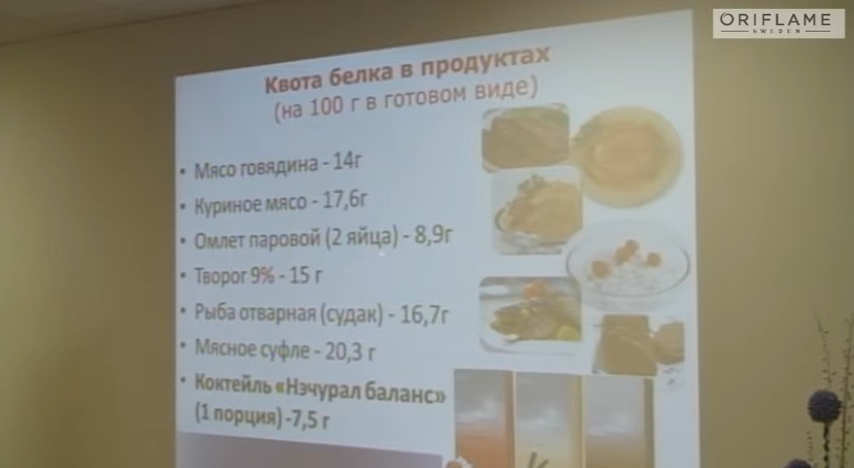 ORIFLAME
SWEDEN
Квота белка в продуктах
(на 100 г в готовом виде)
• Мясо говядина - 14г
• Куриное мясо - 17,6г
• Омлет паровой (2 яйца) - 8,9г
• Творог 9% - 15 г
• Рыба отварная (судак) - 16,7г
• Мясное суфле - 20,3 г
• Коктейль «Нэчурал баланс»
(1 порция) -7,5 г